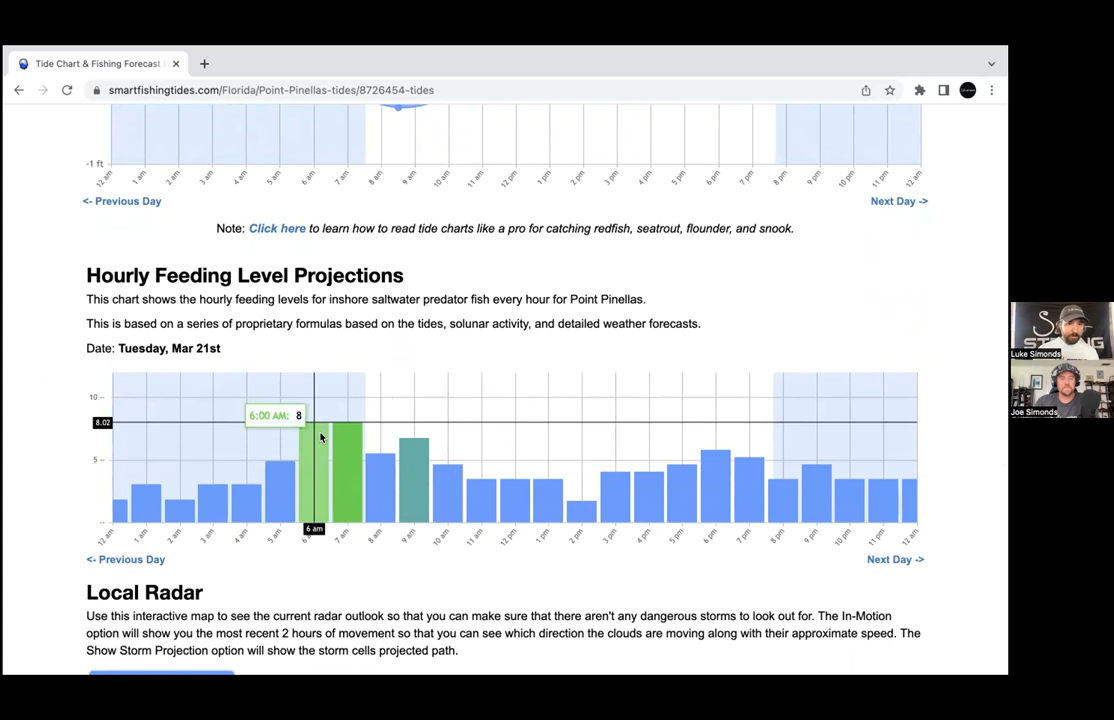 Tide Chart & Fishing Forecast
smartfishingtides.com/Florida/Point-Pinellas-tides/8726454-tides
-1 ft
12 am 1 am 2 am 3 am 4 am 5 am 6 am 7 am 8 am 9 am 10 am 11 am 12 pm 1 pm 2 pm 3 pm 4 pm 5 pm 6 pm 7 pm 8 pm 9 pm 10 pm 11 pm 12 am
<- Previous Day Next Day ->
Note: Click here to learn how to read tide charts like a pro for catching redfish, seatrout, flounder, and snook.
Hourly Feeding Level Projections
This chart shows the hourly feeding levels for inshore saltwater predator fish every hour for Point Pinellas.
This is based on a series of proprietary formulas based on the tides, solunar activity, and detailed weather forecasts.
Date: Tuesday, Mar 21st
10
6:00 AM: 8
8.02
5
12 am 1 am 2 am 3 am 4 am 5 am 6 am 7 am 8 am 9 am 10 am 11 am 12 pm 1 pm 2 pm 3 pm 4 pm 5 pm 6 pm 7 pm 8 pm 9 pm 10 pm 11 pm 12 am
<- Previous Day Next Day ->
Local Radar
Use this interactive map to see the current radar outlook so that you can make sure that there aren't any dangerous storms to look out for. The In-Motion
option will show you the most recent 2 hours of movement so that you can see which direction the clouds are moving along with their approximate speed. The
Show Storm Projection option will show the storm cells projected path.
Luke Simonds
Joe Simonds